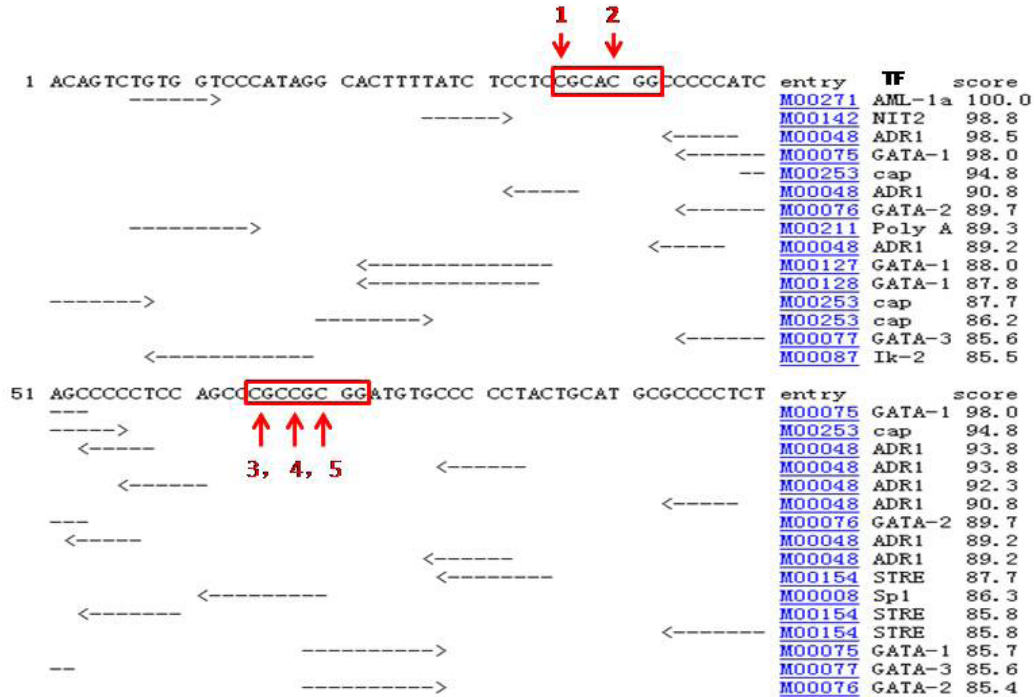 1 2
1 ACAGTCTGTG GTCCCATAGG CACTTTTATC TCCTCCGCAC GGCCCCCATC entry TF score
------> M00271 AML-1a 100.0
------> M00142 NIT2 98.8
<----- M00048 ADR1 98.5
<------ M00075 GATA-1 98.0
-- M00253 cap 94.8
<----- M00048 ADR1 90.8
<------ M00076 GATA-2 89.7
--------> M00211 Poly A 89.3
<----- M00048 ADR1 89.2
<------------- M00127 GATA-1 88.0
<------------ M00128 GATA-1 87.8
-------> M00253 cap 87.7
-------> M00253 cap 86.2
<------ M00077 GATA-3 85.6
<----------- M00087 Ik-2 85.5
51 AGCCCCCTCC AGCCCGCCGC GGATGTGCCC CCTACTGCAT GCGCCCCTCT entry score
--- M00075 GATA-1 98.0
-----> M00253 cap 94.8
<----- M00048 ADR1 93.8
<----- M00048 ADR1 93.8
<----- M00048 ADR1 92.3
<----- M00048 ADR1 90.8
--- M00076 GATA-2 89.7
<----- M00048 ADR1 89.2
<----- M00048 ADR1 89.2
<------- M00154 STRE 87.7
<-------- M00008 Sp1 86.3
<------- M00154 STRE 85.8
<------- M00154 STRE 85.8
---------> M00075 GATA-1 85.7
-- M00077 GATA-3 85.6
---------> M00076 GATA-2 85.4
3, 4, 5